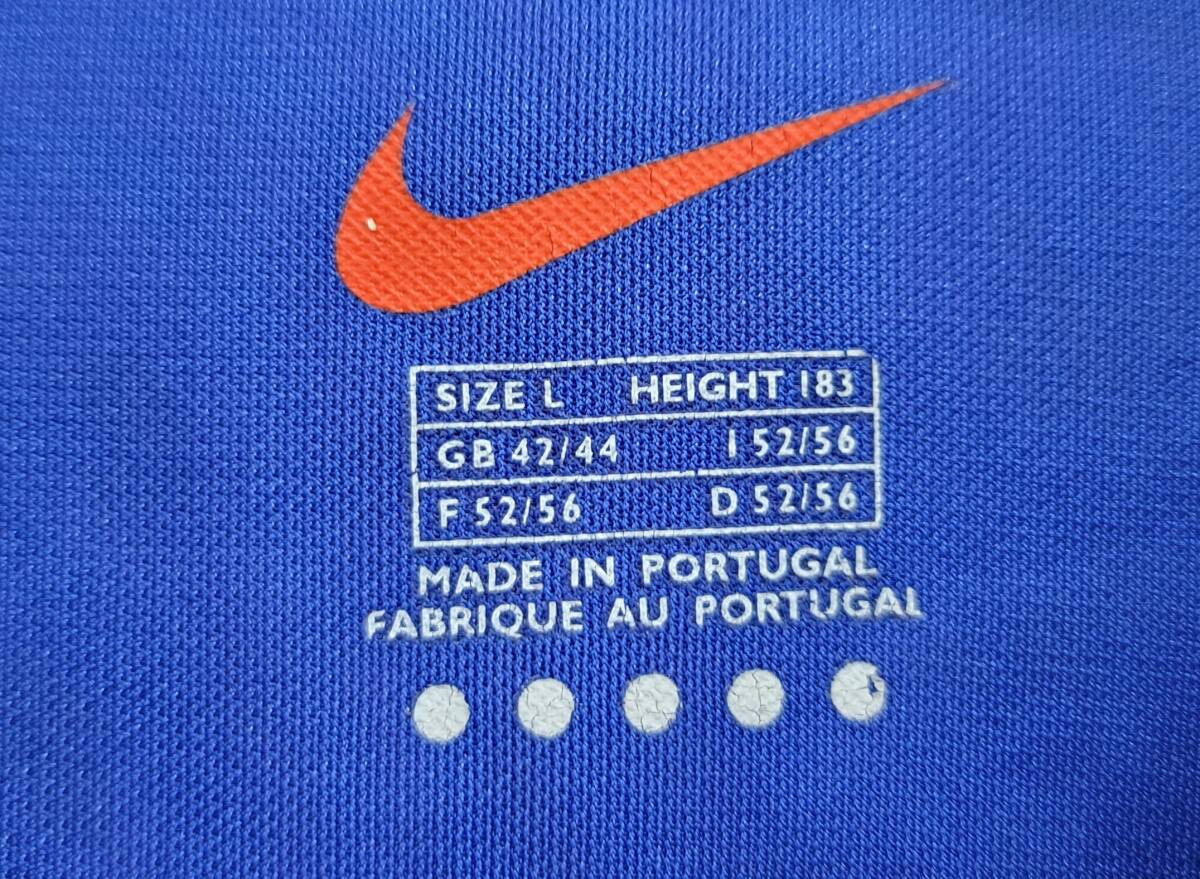 SIZE L HEIGHT 183
GB 42/44 I 52/56
F 52/56 D 52/56
MADE IN PORTUGAL
FABRIQUE AU PORTUGAL